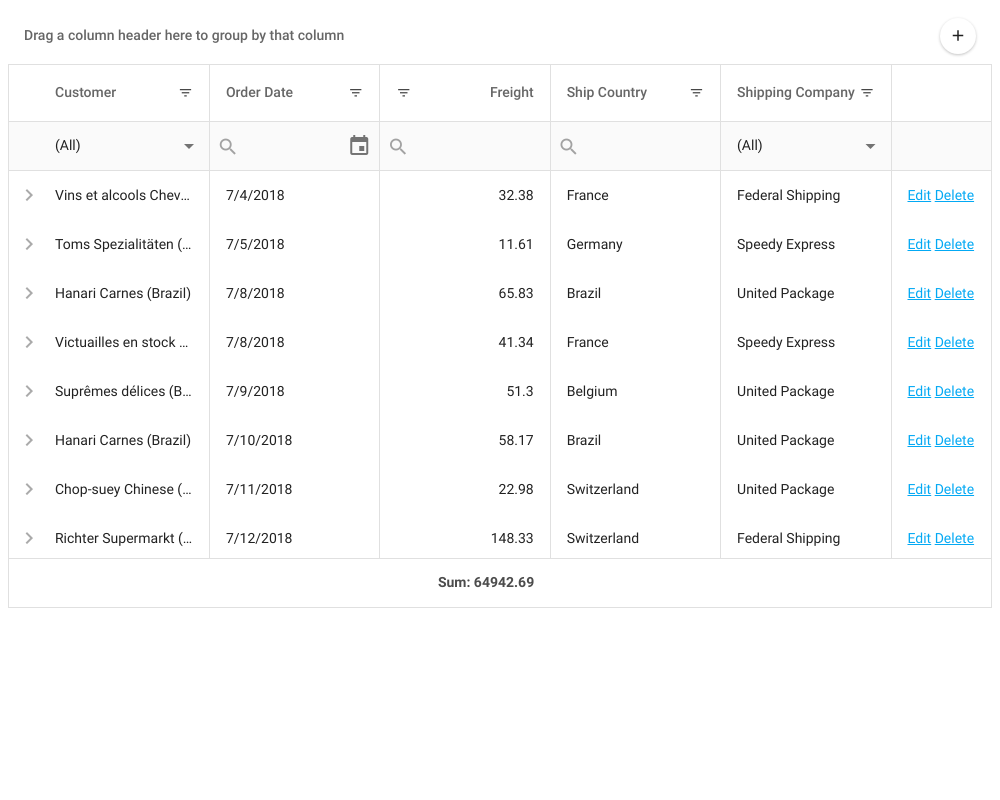 Drag a column header here to group by that column
Customer Order Date Freight Ship Country Shipping Company
(All) (All)
Vins et alcools Chev... 7/4/2018 32.38 France Federal Shipping Edit Delete
Toms Spezialitäten (... 7/5/2018 11.61 Germany Speedy Express Edit Delete
Hanari Carnes (Brazil) 7/8/2018 65.83 Brazil United Package Edit Delete
Victuailles en stock ... 7/8/2018 41.34 France Speedy Express Edit Delete
Suprêmes délices (B... 7/9/2018 51.3 Belgium United Package Edit Delete
Hanari Carnes (Brazil) 7/10/2018 58.17 Brazil United Package Edit Delete
Chop-suey Chinese (... 7/11/2018 22.98 Switzerland United Package Edit Delete
Richter Supermarkt (... 7/12/2018 148.33 Switzerland Federal Shipping Edit Delete
Sum: 64942.69